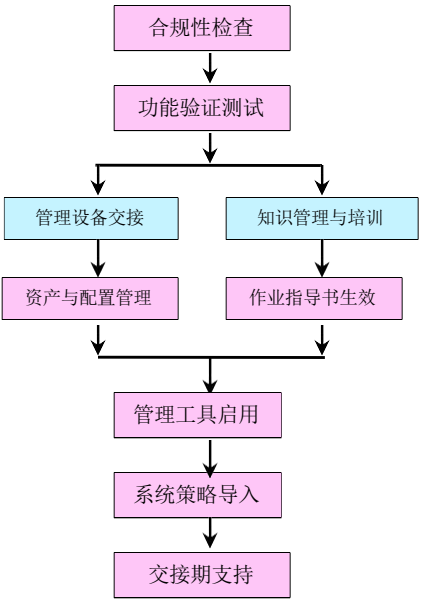 合规性检查
功能验证测试
管理设备交接
知识管理与培训
资产与配置管理
作业指导书生效
管理工具启用
系统策略导入
交接期支持